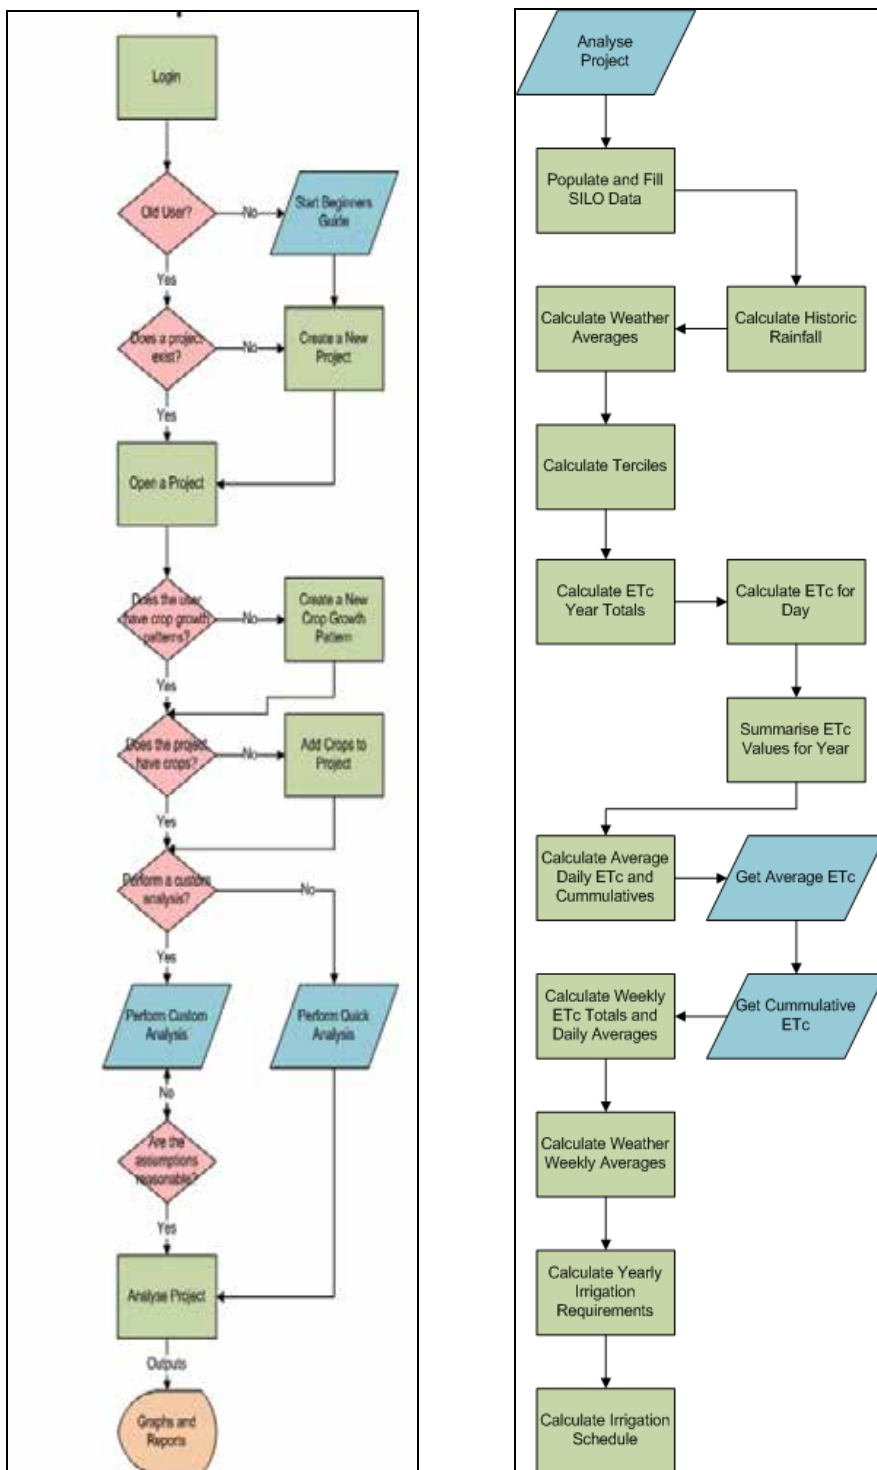 Login
Old User?
No
Start Beginners
Guide
Yes
Does a project
exist?
No
Create a New
Project
Yes
Open a Project
Does the user
have crop growth
patterns?
No
Create a New
Crop Growth
Pattern
Yes
Does the project
have crops?
No
Add Crops to
Project
Yes
Perform a custom
analysis?
No
Yes
Perform Custom
Analysis
Perform Quick
Analysis
No
Are the
assumptions
reasonable?
Yes
Analyse Project
Outputs
Graphs and
Reports
Analyse
Project
Populate and Fill
SILO Data
Calculate Weather
Averages
Calculate Historic
Rainfall
Calculate Terciles
Calculate ETc
Year Totals
Calculate ETc for
Day
Summarise ETc
Values for Year
Calculate Average
Daily ETc and
Cummulatives
Get Average ETc
Calculate Weekly
ETc Totals and
Daily Averages
Get Cummulative
ETc
Calculate Weather
Weekly Averages
Calculate Yearly
Irrigation
Requirements
Calculate Irrigation
Schedule